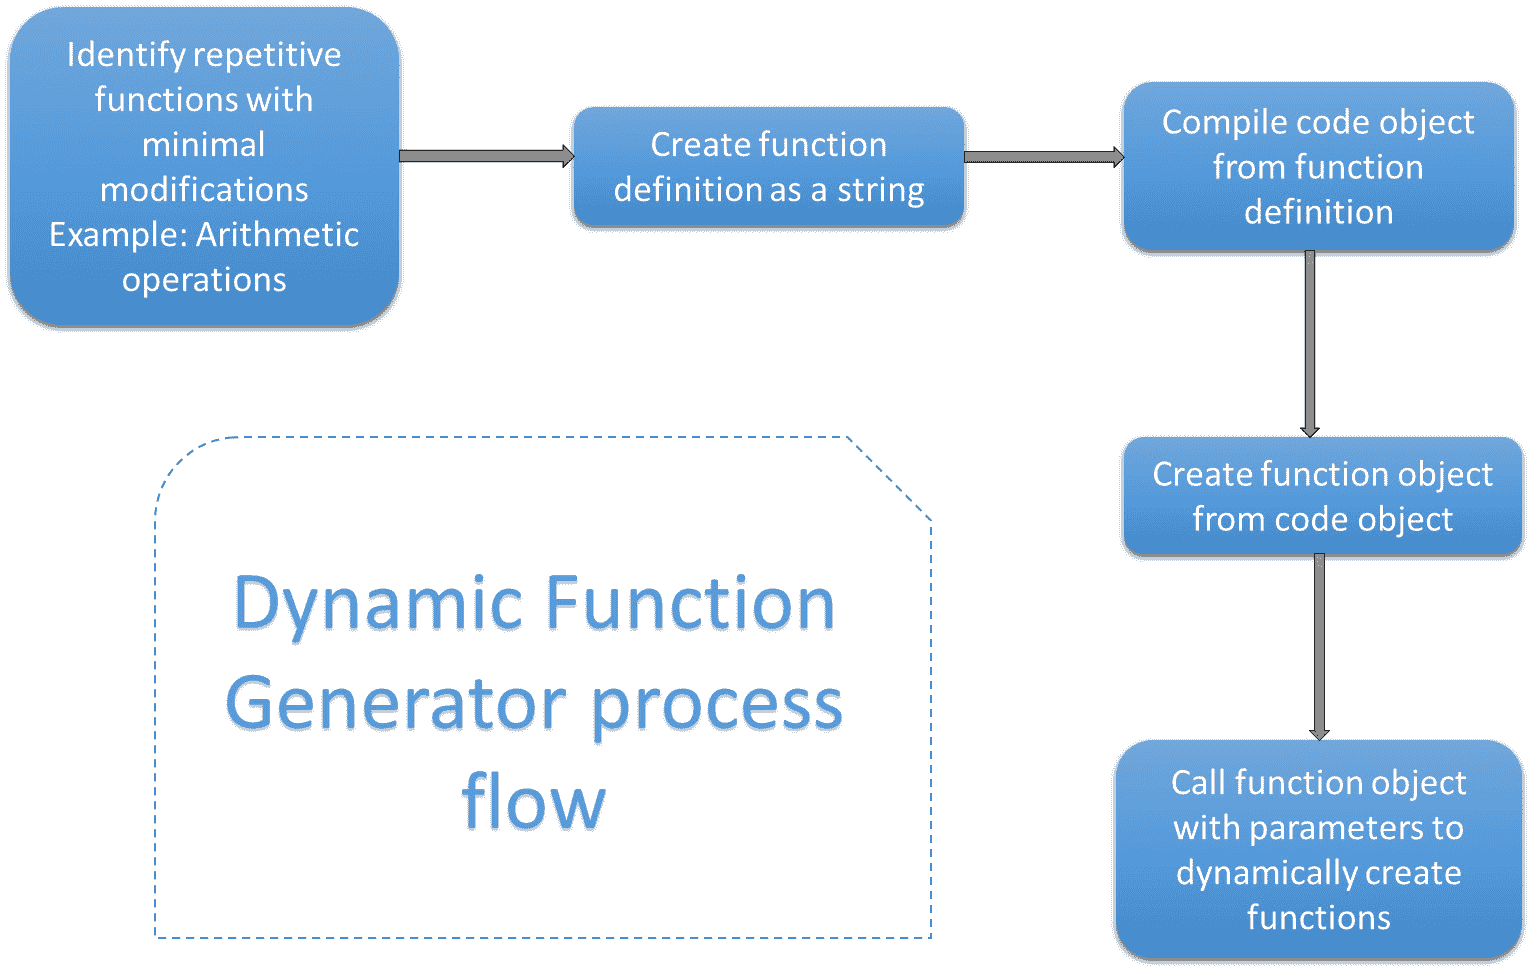 Identify repetitive
functions with
minimal
modifications
Example: Arithmetic
operations
Create function
definition as a string
Compile code object
from function
definition
Create function object
from code object
Call function object
with parameters to
dynamically create
functions
Dynamic Function
Generator process
flow